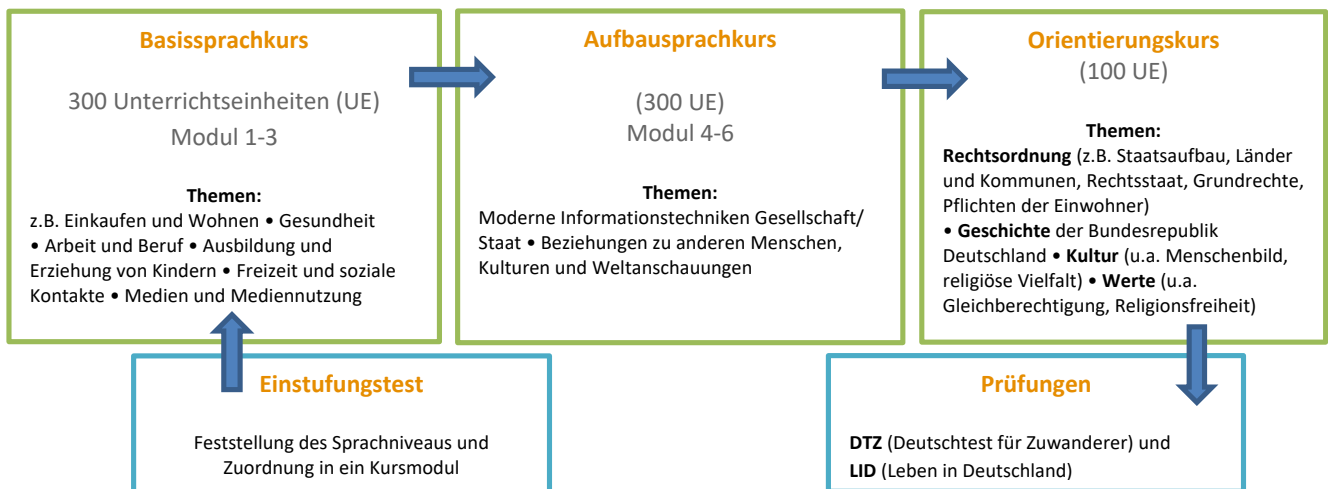 Basissprachkurs
300 Unterrichtseinheiten (UE)
Modul 1-3
Themen:
z.B. Einkaufen und Wohnen • Gesundheit
• Arbeit und Beruf • Ausbildung und
Erziehung von Kindern • Freizeit und soziale
Kontakte • Medien und Mediennutzung
Aufbausprachkurs
(300 UE)
Modul 4-6
Themen:
Moderne Informationstechniken Gesellschaft/
Staat • Beziehungen zu anderen Menschen,
Kulturen und Weltanschauungen
Orientierungskurs
(100 UE)
Themen:
Rechtsordnung (z.B. Staatsaufbau, Länder
und Kommunen, Rechtsstaat, Grundrechte,
Pflichten der Einwohner)
• Geschichte der Bundesrepublik
Deutschland • Kultur (u.a. Menschenbild,
religiöse Vielfalt) • Werte (u.a.
Gleichberechtigung, Religionsfreiheit)
Einstufungstest
Feststellung des Sprachniveaus und
Zuordnung in ein Kursmodul
Prüfungen
DTZ (Deutschtest für Zuwanderer) und
LID (Leben in Deutschland)